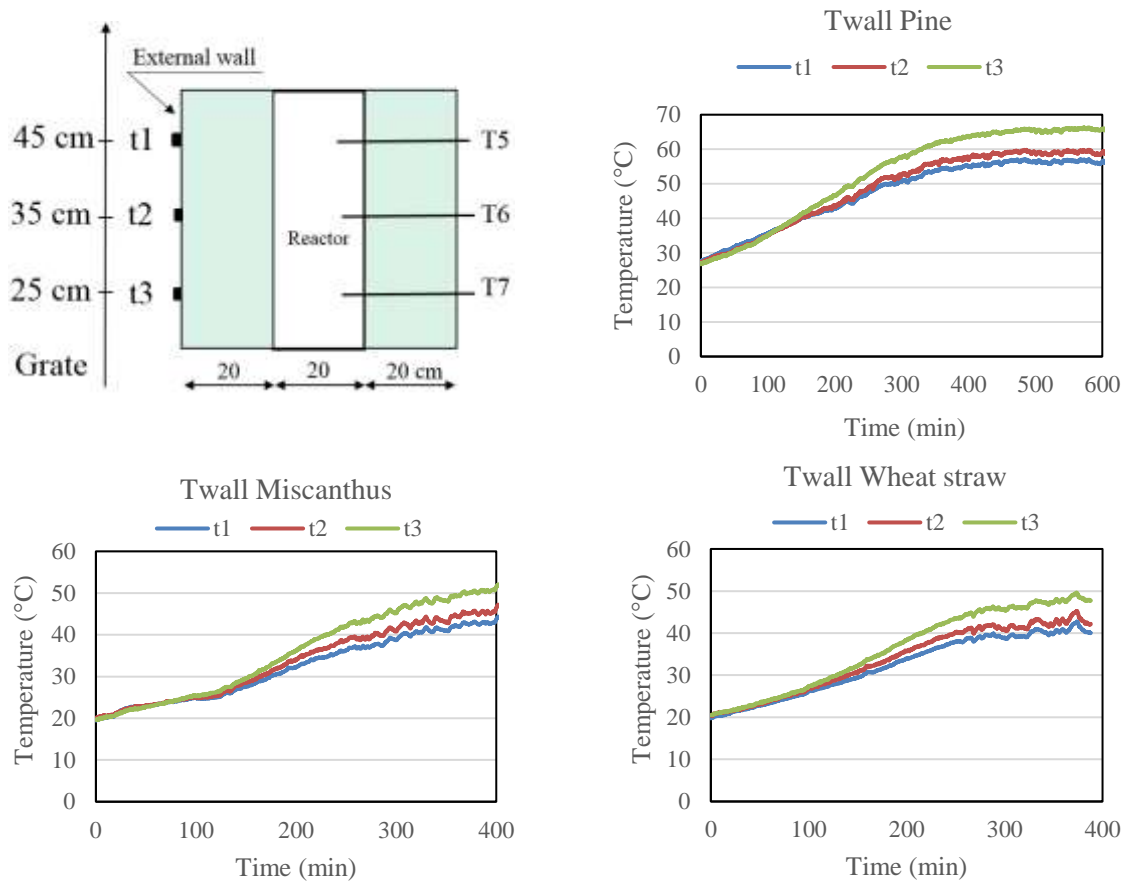 External wall
45 cm
t1
T5
35 cm
t2
T6
Reactor
25 cm
t3
T7
Grate
20
20
20 cm
Twall Pine
t1 t2 t3
Temperature (°C)
70
60
50
40
30
20
10
0
0 100 200 300 400 500 600
Time (min)
Twall Miscanthus
t1 t2 t3
Temperature (°C)
60
50
40
30
20
10
0
0 100 200 300 400
Time (min)
Twall Wheat straw
t1 t2 t3
Temperature (°C)
60
50
40
30
20
10
0
0 100 200 300 400
Time (min)